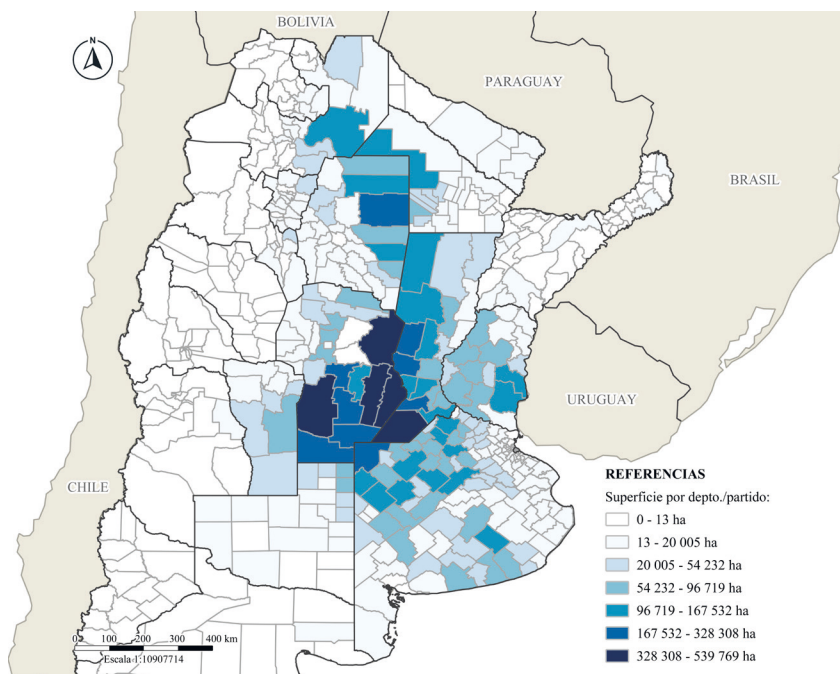 BOLIVIA
N
PARAGUAY
BRASIL
URUGUAY
CHILE
REFERENCIAS
Superficie por depto./partido:
0 - 13 ha
13 - 20 005 ha
20 005 - 54 232 ha
54 232 - 96 719 ha
96 719 - 167 532 ha
167 532 - 328 308 ha
328 308 - 539 769 ha
0 100 200 300 400 km
Escala 1:10907714